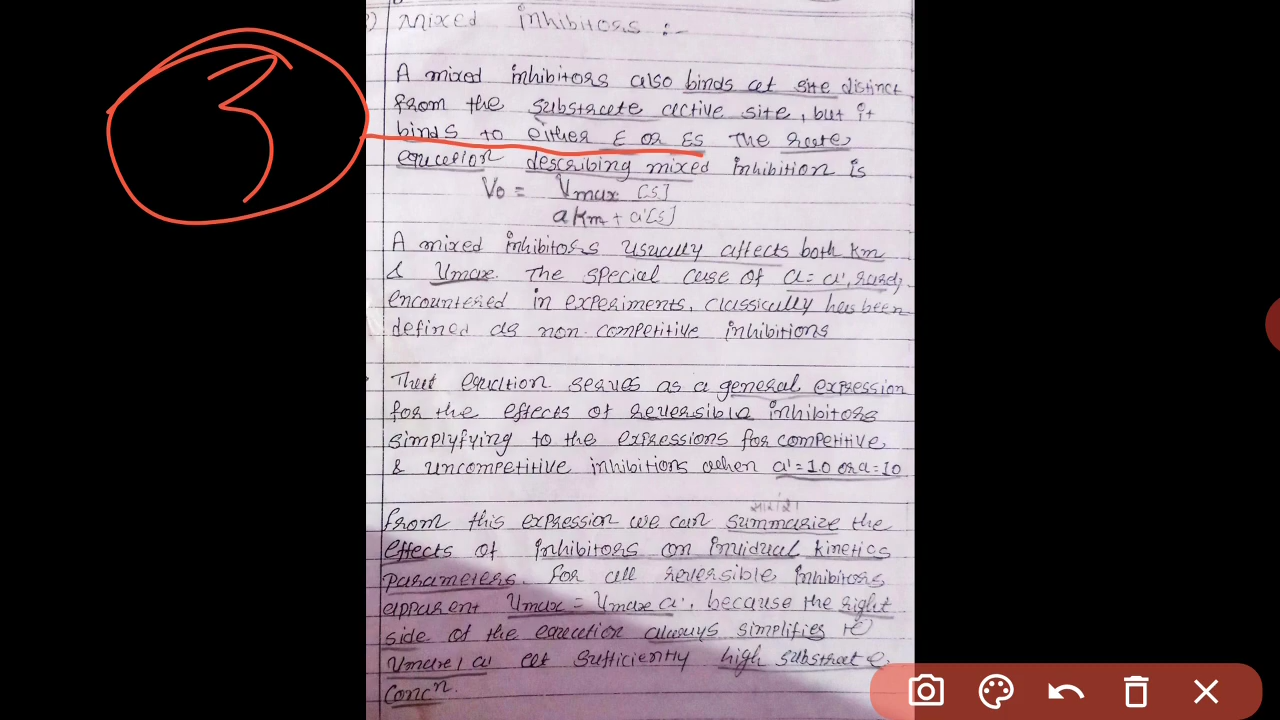 3
Mixed inhibitors :-
A mixed inhibitors also binds at site distinct
from the substrate active site, but it
binds to either E or ES The rate
equation describing mixed inhibition is
V0 = Vmax [S]
aKm + a'[S]
A mixed inhibitors usually affects both Km
& Vmax. The special case of a = a', rarely
encountered in experiments, classically has been
defined as non-competitive inhibitions
That equation serves as a general expression
for the effects of reversible inhibitors
simplyfying to the expressions for competitive
& uncompetitive inhibitions when a' = 1.0 or a = 10
from this expression we can summarize the
effects of inhibitors on inividual kinetics
parameters. For all reversible inhibitors
apparent Vmax = Vmax a', because the right
side of the equation always simplifies to
Vmax/a' at sufficiently high substrate
Concn.